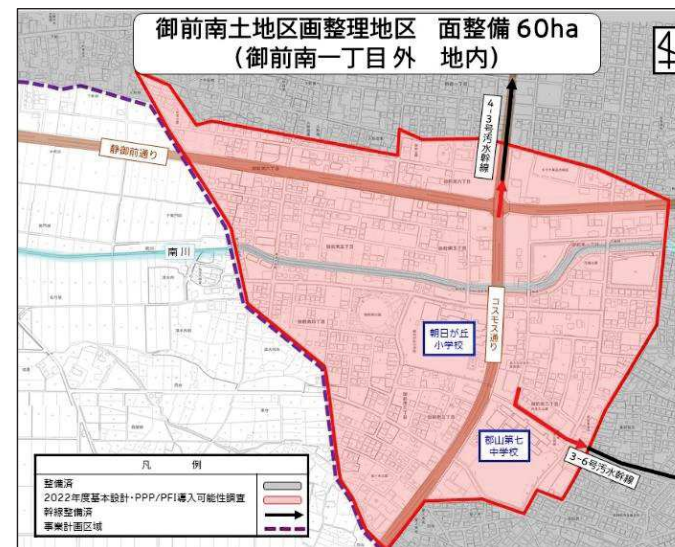 御前南土地区画整理地区　面整備60ha
（御前南一丁目外　地内）
4-3号汚水幹線
静御前通り
南川
コスモス通り
朝日が丘
小学校
郡山第七
中学校
3-6号汚水幹線
凡　例
整備済
2022年度基本設計・PPP/PFI導入可能性調査
幹線整備済
事業計画区域